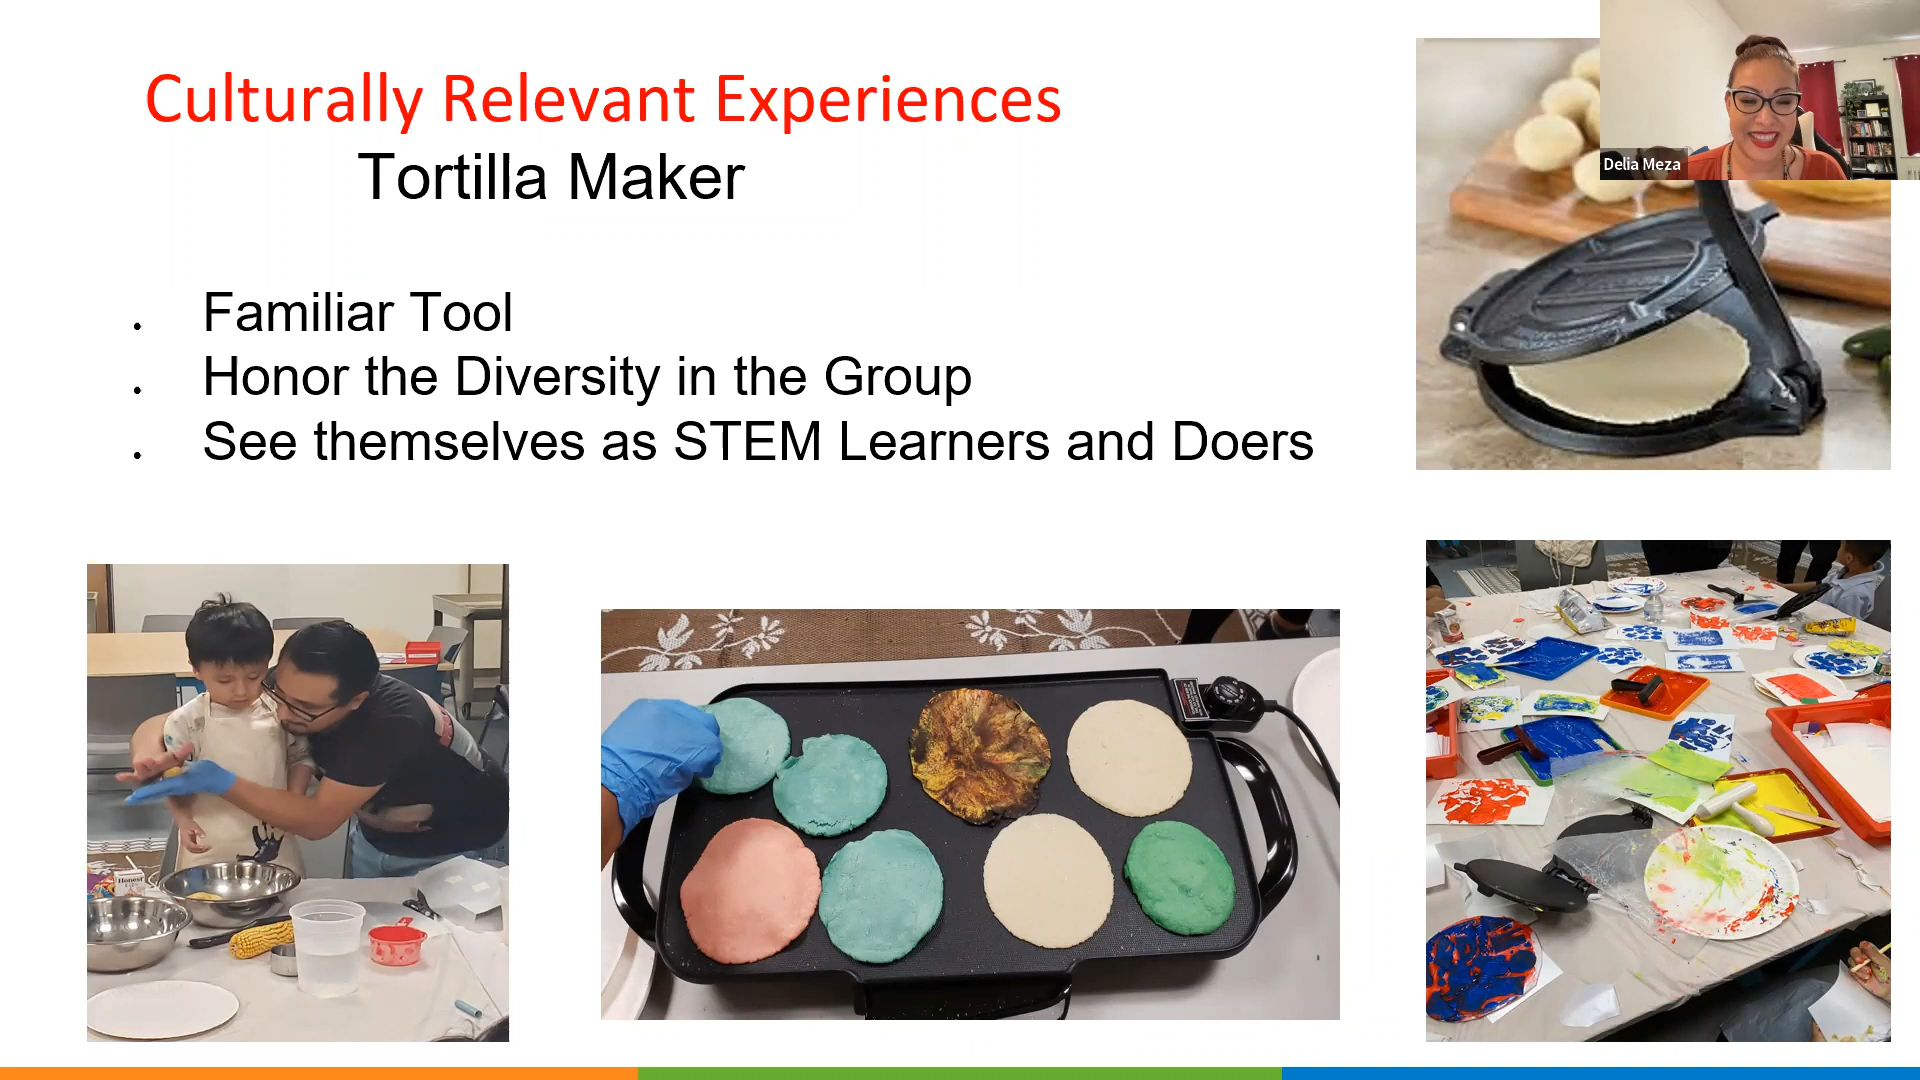 Culturally Relevant Experiences
Tortilla Maker
Delia Meza
. Familiar Tool
. Honor the Diversity in the Group
. See themselves as STEM Learners and Doers
Honest